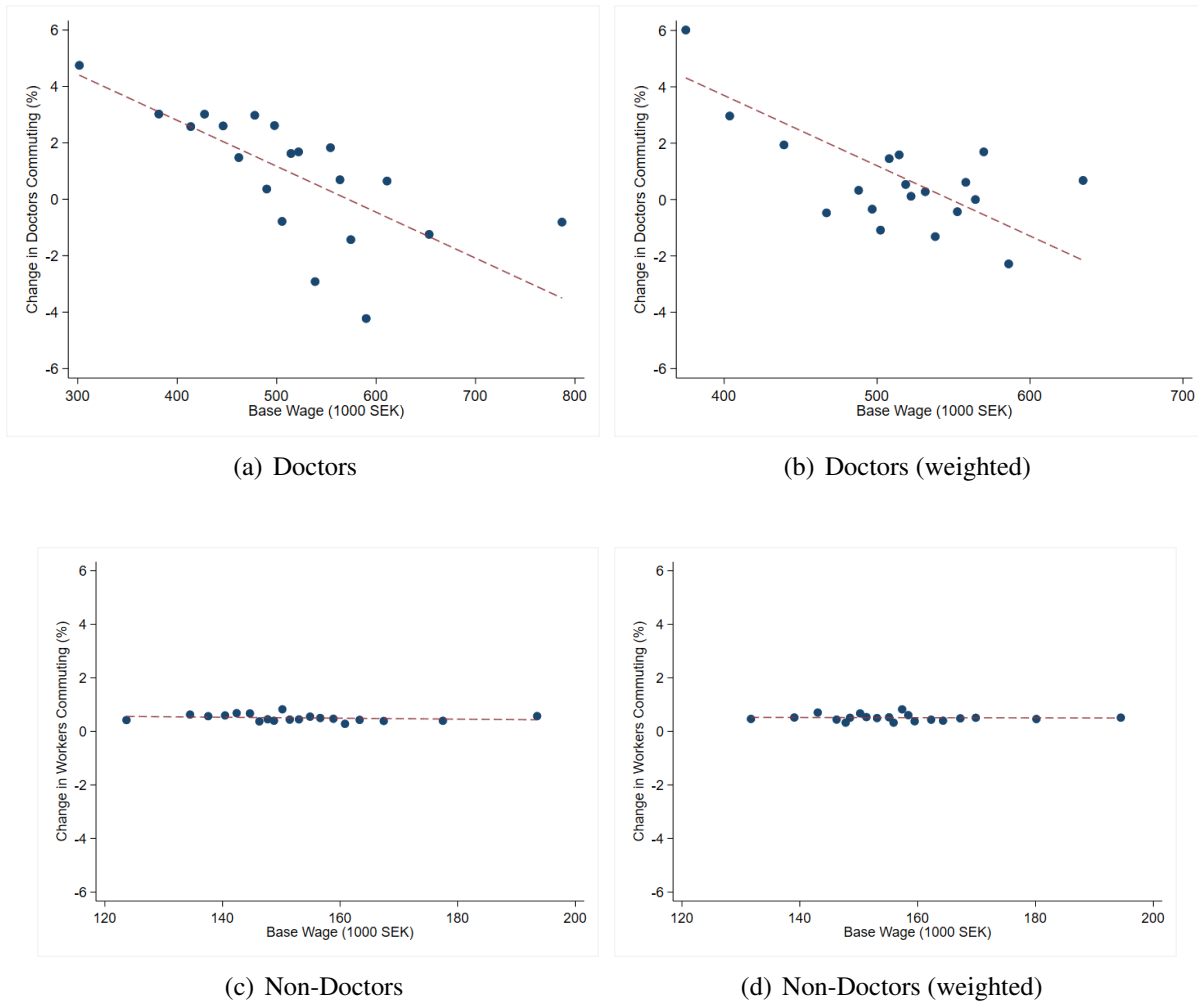 Change in Doctors Commuting (%)
6
4
2
0
-2
-4
-6
300 400 500 600 700 800
Base Wage (1000 SEK)
(a) Doctors
Change in Doctors Commuting (%)
6
4
2
0
-2
-4
-6
400 500 600 700
Base Wage (1000 SEK)
(b) Doctors (weighted)
Change in Workers Commuting (%)
6
4
2
0
-2
-4
-6
120 140 160 180 200
Base Wage (1000 SEK)
(c) Non-Doctors
Change in Workers Commuting (%)
6
4
2
0
-2
-4
-6
120 140 160 180 200
Base Wage (1000 SEK)
(d) Non-Doctors (weighted)